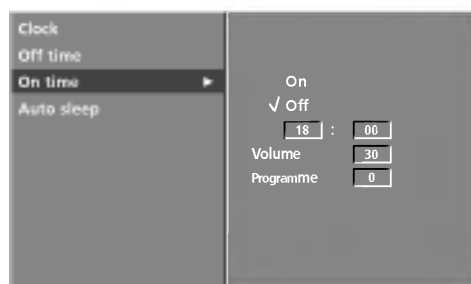 Clock
Off time
On time ►
Auto sleep
On
√ Off
18 : 00
Volume 30
Programme 0